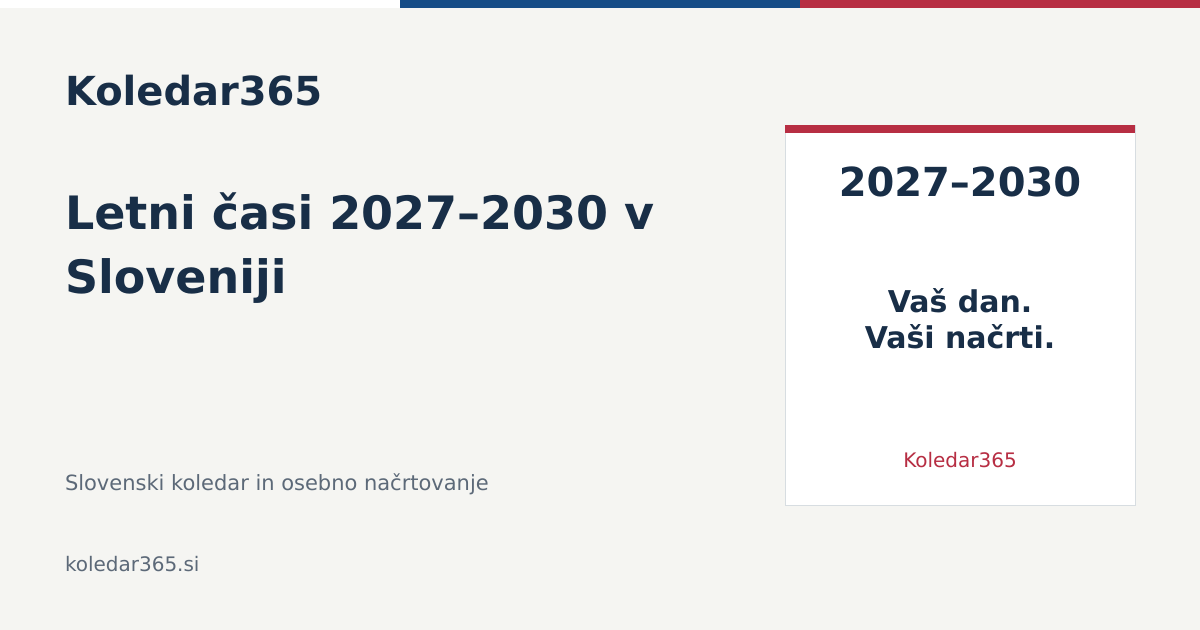 Koledar365
Letni časi 2027–2030 v
Sloveniji
Slovenski koledar in osebno načrtovanje
koledar365.si
2027–2030
Vaš dan.
Vaši načrti.
Koledar365